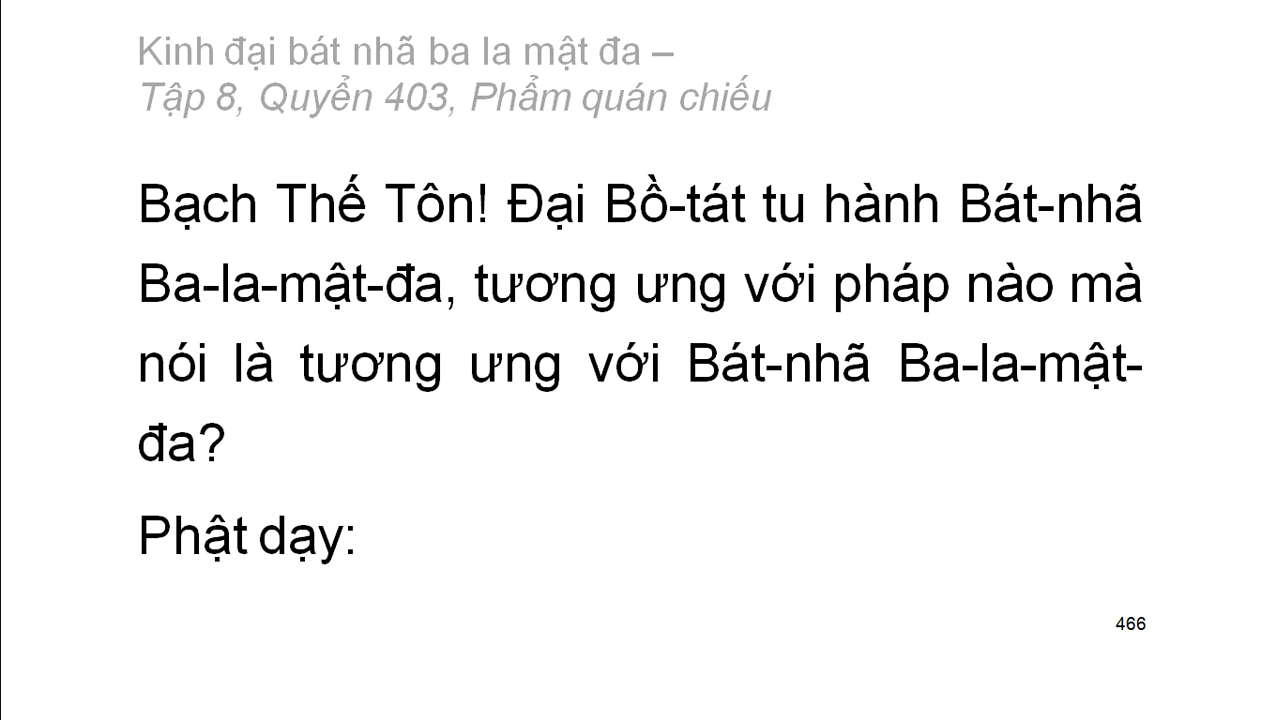 Kinh đại bát nhã ba la mật đa –
Tập 8, Quyển 403, Phẩm quán chiếu
Bạch Thế Tôn! Đại Bồ-tát tu hành Bát-nhã
Ba-la-mật-đa, tương ưng với pháp nào mà
nói là tương ưng với Bát-nhã Ba-la-mật-
đa?
Phật dạy:
466